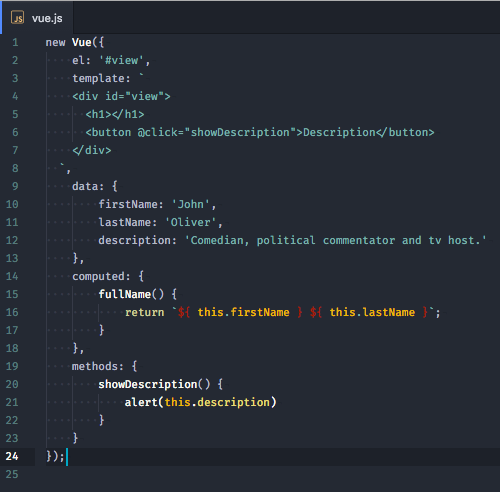 JS vue.js
1 new Vue({
2     el: '#view',
3     template: `
4     <div id="view">
5       <h1></h1>
6       <button @click="showDescription">Description</button>
7     </div>
8   `,
9     data: {
10         firstName: 'John',
11         lastName: 'Oliver',
12         description: 'Comedian, political commentator and tv host.'
13     },
14     computed: {
15         fullName() {
16             return `${ this.firstName } ${ this.lastName }`;
17         }
18     },
19     methods: {
20         showDescription() {
21             alert(this.description)
22         }
23     }
24 });
25